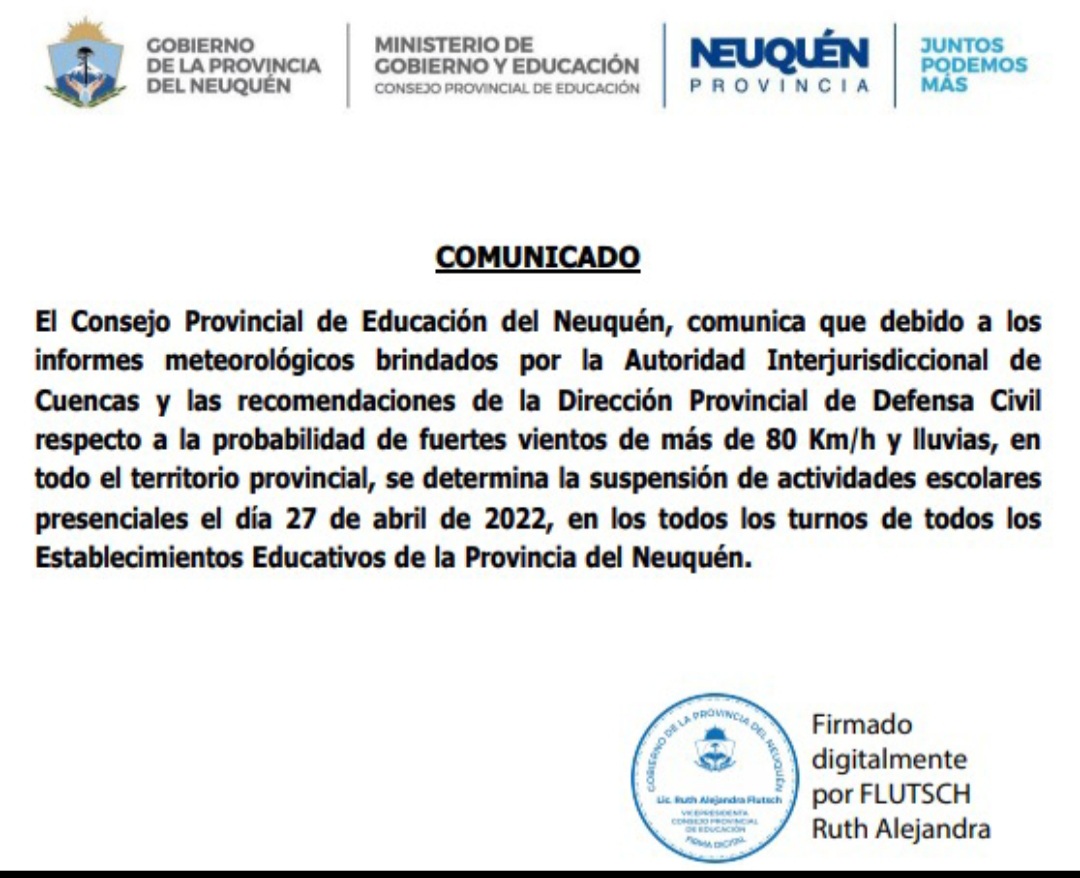 GOBIERNO
DE LA PROVINCIA
DEL NEUQUÉN
MINISTERIO DE
GOBIERNO Y EDUCACIÓN
CONSEJO PROVINCIAL DE EDUCACIÓN
NEUQUÉN
PROVINCIA
JUNTOS
PODEMOS
MÁS
COMUNICADO
El Consejo Provincial de Educación del Neuquén, comunica que debido a los
informes meteorológicos brindados por la Autoridad Interjurisdiccional de
Cuencas y las recomendaciones de la Dirección Provincial de Defensa Civil
respecto a la probabilidad de fuertes vientos de más de 80 Km/h y lluvias, en
todo el territorio provincial, se determina la suspensión de actividades escolares
presenciales el día 27 de abril de 2022, en los todos los turnos de todos los
Establecimientos Educativos de la Provincia del Neuquén.
GOBIERNO DE LA PROVINCIA DEL NEUQUÉN
Lic. Ruth Alejandra Flutsch
VICEPRESIDENTA
CONSEJO PROVINCIAL
DE EDUCACIÓN
FIRMA DIGITAL
Firmado
digitalmente
por FLUTSCH
Ruth Alejandra